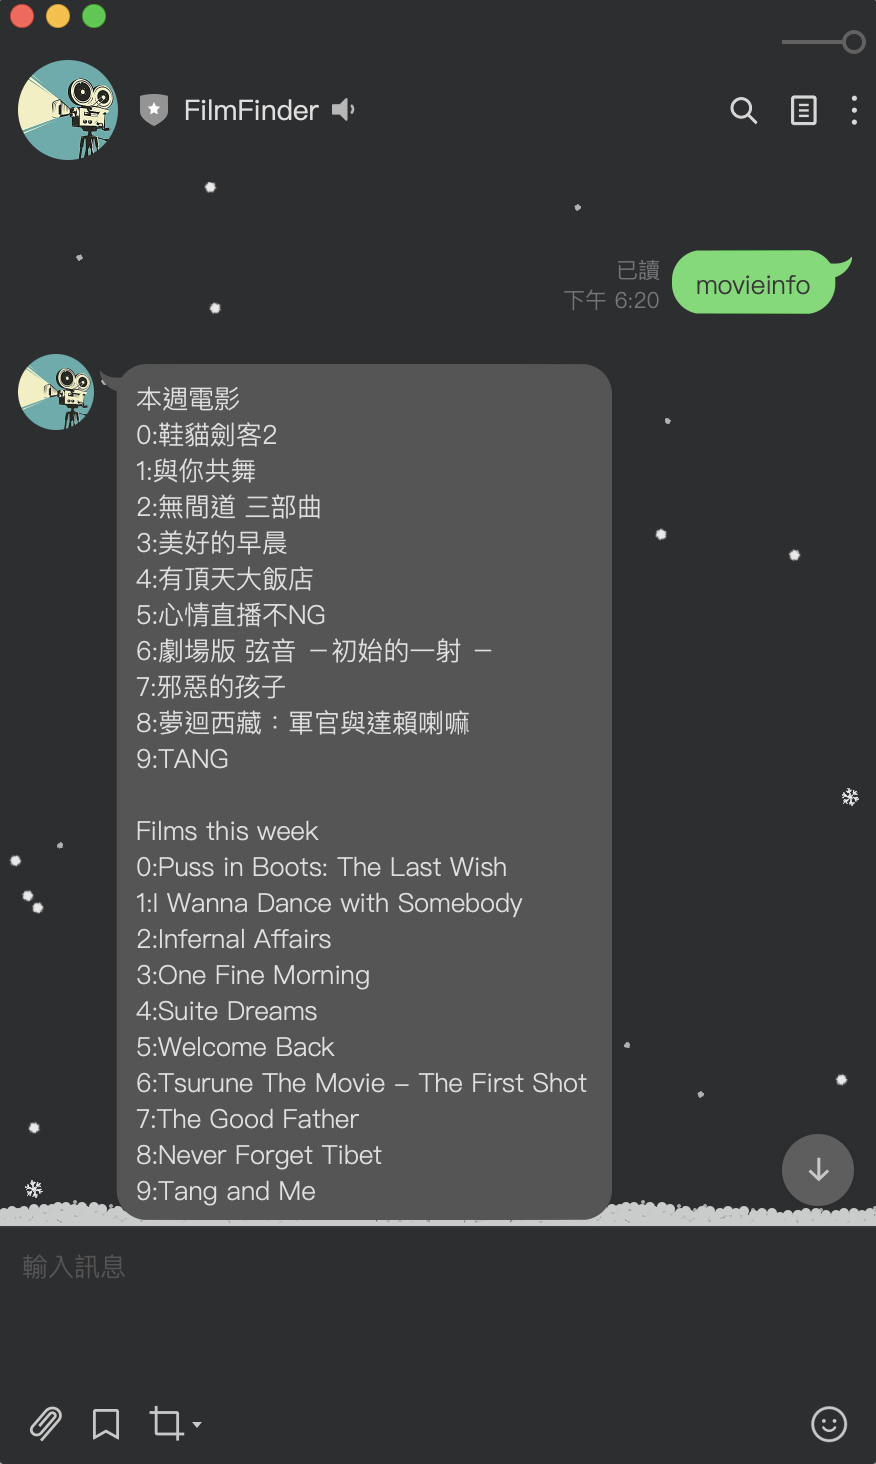 FilmFinder
已讀
下午 6:20
movieinfo
本週電影
0:鞋貓劍客2
1:與你共舞
2:無間道 三部曲
3:美好的早晨
4:有頂天大飯店
5:心情直播不NG
6:劇場版 弦音 －初始的一射 －
7:邪惡的孩子
8:夢迴西藏：軍官與達賴喇嘛
9:TANG
Films this week
0:Puss in Boots: The Last Wish
1:I Wanna Dance with Somebody
2:Infernal Affairs
3:One Fine Morning
4:Suite Dreams
5:Welcome Back
6:Tsurune The Movie – The First Shot
7:The Good Father
8:Never Forget Tibet
9:Tang and Me
輸入訊息